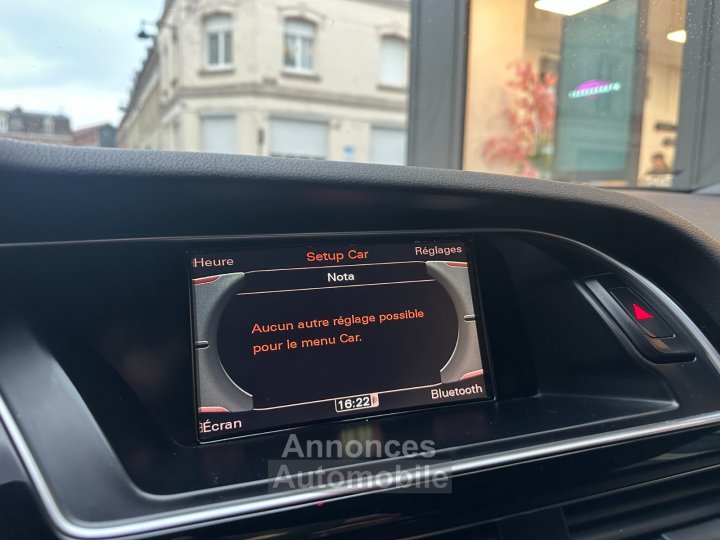 Heure
Setup Car
Réglages
Nota
Aucun autre réglage possible
pour le menu Car.
16:22
Écran
Bluetooth
Annonces
Automobile